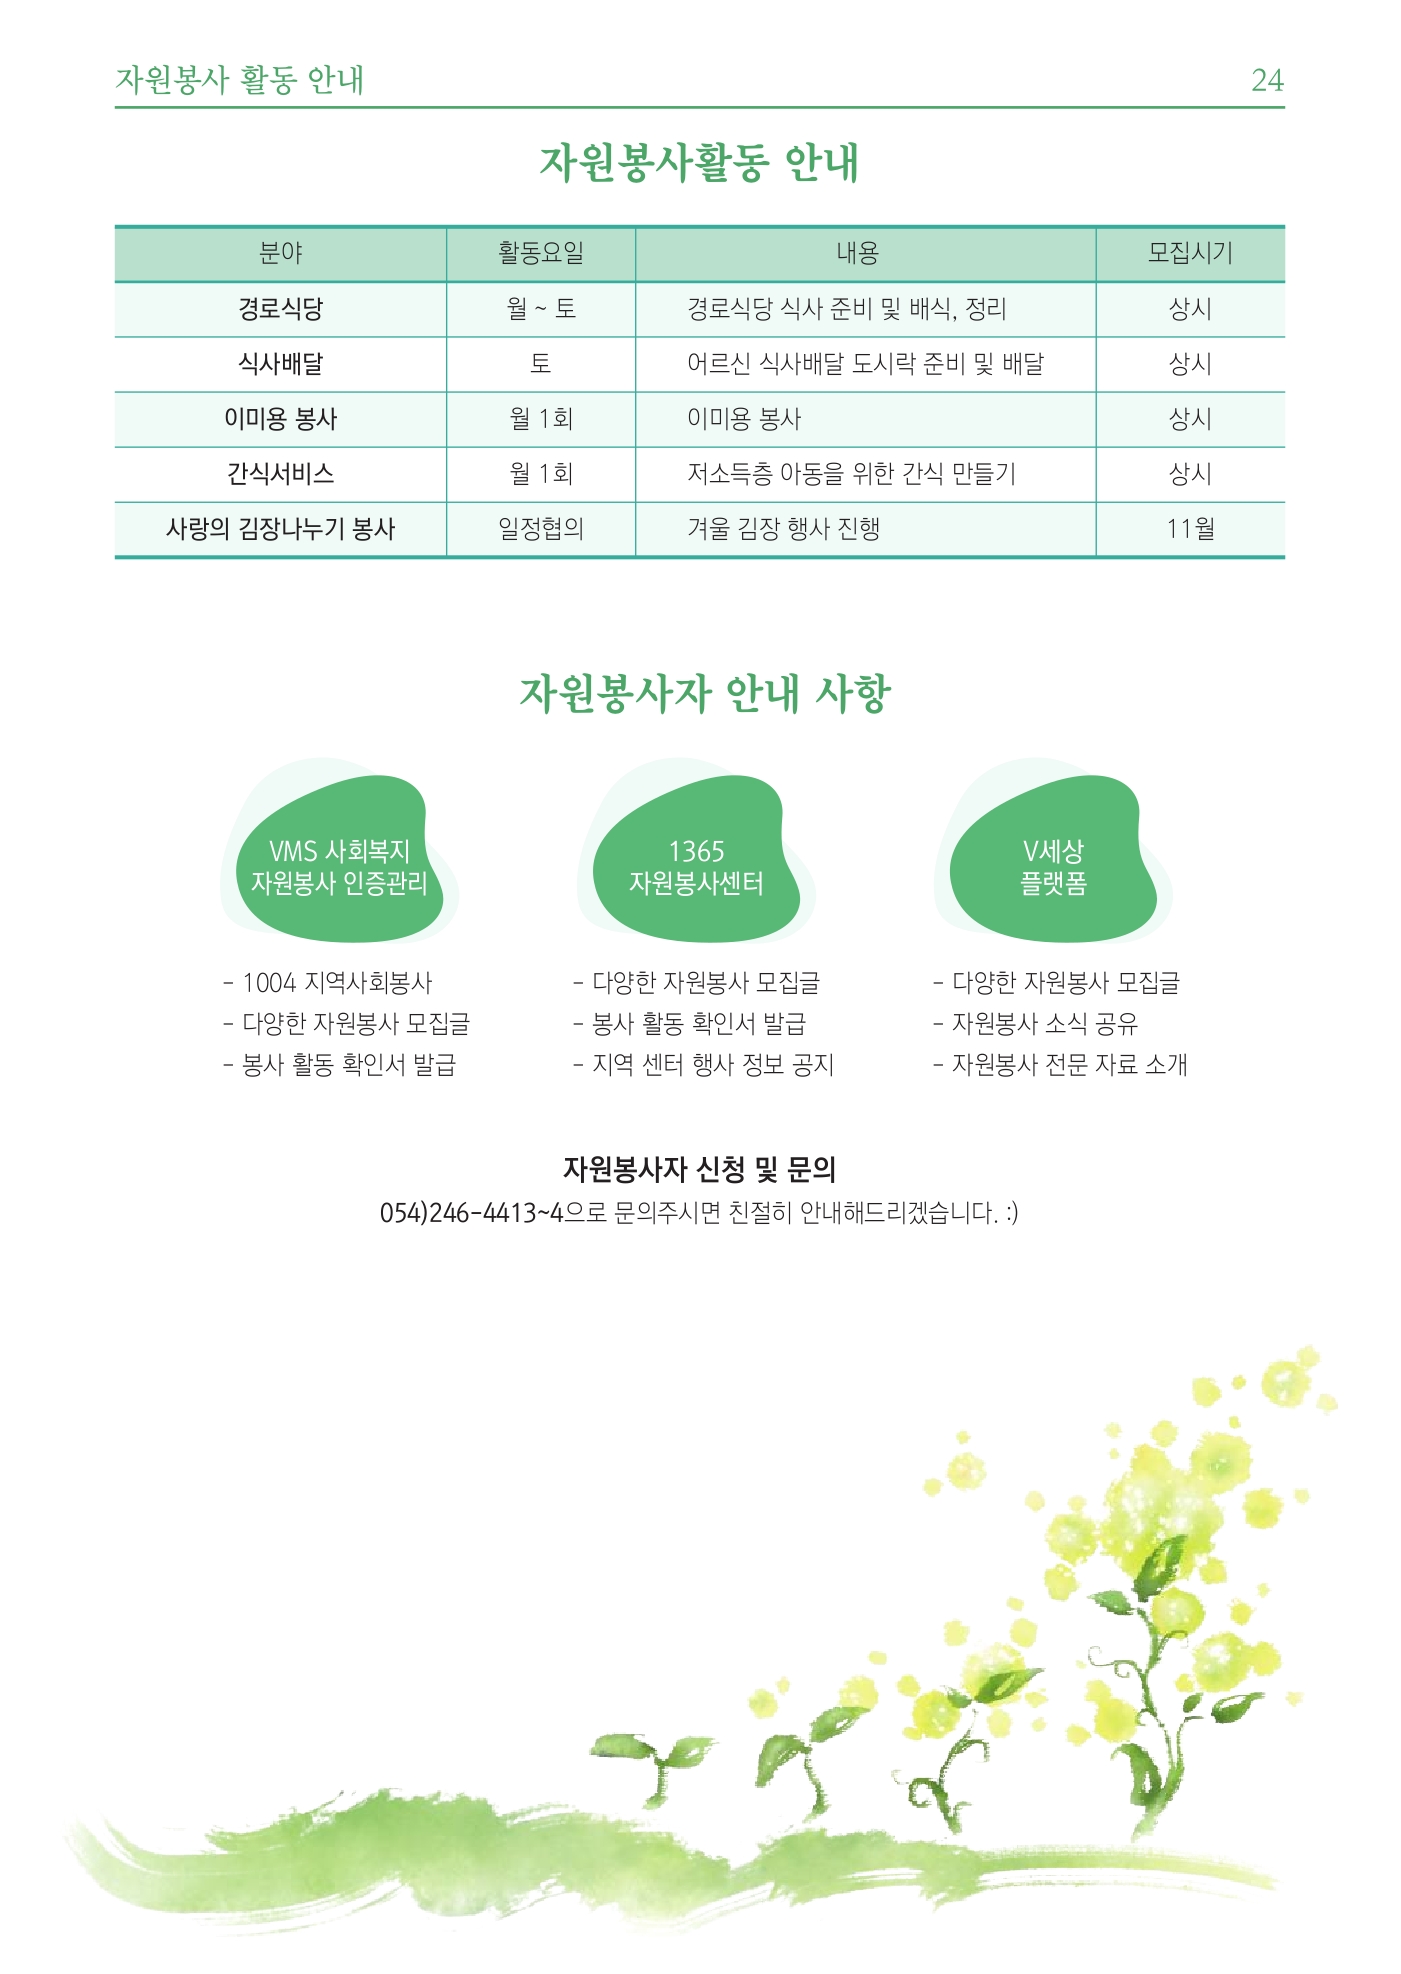 자원봉사 활동 안내 24
자원봉사활동 안내
분야 활동요일 내용 모집시기
경로식당 월 ~ 토 경로식당 식사 준비 및 배식, 정리 상시
식사배달 토 어르신 식사배달 도시락 준비 및 배달 상시
이미용 봉사 월 1회 이미용 봉사 상시
간식서비스 월 1회 저소득층 아동을 위한 간식 만들기 상시
사랑의 김장나누기 봉사 일정협의 겨울 김장 행사 진행 11월
자원봉사자 안내 사항
VMS 사회복지
자원봉사 인증관리
- 1004 지역사회봉사
- 다양한 자원봉사 모집글
- 봉사 활동 확인서 발급
1365
자원봉사센터
- 다양한 자원봉사 모집글
- 봉사 활동 확인서 발급
- 지역 센터 행사 정보 공지
V세상
플랫폼
- 다양한 자원봉사 모집글
- 자원봉사 소식 공유
- 자원봉사 전문 자료 소개
자원봉사자 신청 및 문의
054)246-4413~4으로 문의주시면 친절히 안내해드리겠습니다. :)